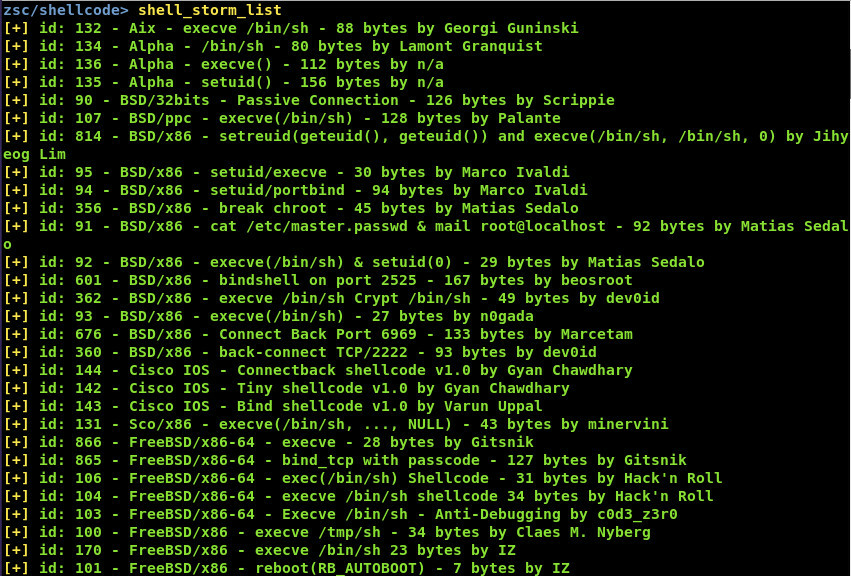 zsc/shellcode> shell_storm_list
[+] id: 132 - Aix - execve /bin/sh - 88 bytes by Georgi Guninski
[+] id: 134 - Alpha - /bin/sh - 80 bytes by Lamont Granquist
[+] id: 136 - Alpha - execve() - 112 bytes by n/a
[+] id: 135 - Alpha - setuid() - 156 bytes by n/a
[+] id: 90 - BSD/32bits - Passive Connection - 126 bytes by Scrippie
[+] id: 107 - BSD/ppc - execve(/bin/sh) - 128 bytes by Palante
[+] id: 814 - BSD/x86 - setreuid(geteuid(), geteuid()) and execve(/bin/sh, /bin/sh, 0) by Jihy
eog Lim
[+] id: 95 - BSD/x86 - setuid/execve - 30 bytes by Marco Ivaldi
[+] id: 94 - BSD/x86 - setuid/portbind - 94 bytes by Marco Ivaldi
[+] id: 356 - BSD/x86 - break chroot - 45 bytes by Matias Sedalo
[+] id: 91 - BSD/x86 - cat /etc/master.passwd & mail root@localhost - 92 bytes by Matias Sedal
o
[+] id: 92 - BSD/x86 - execve(/bin/sh) & setuid(0) - 29 bytes by Matias Sedalo
[+] id: 601 - BSD/x86 - bindshell on port 2525 - 167 bytes by beosroot
[+] id: 362 - BSD/x86 - execve /bin/sh Crypt /bin/sh - 49 bytes by dev0id
[+] id: 93 - BSD/x86 - execve(/bin/sh) - 27 bytes by n0gada
[+] id: 676 - BSD/x86 - Connect Back Port 6969 - 133 bytes by Marcetam
[+] id: 360 - BSD/x86 - back-connect TCP/2222 - 93 bytes by dev0id
[+] id: 144 - Cisco IOS - Connectback shellcode v1.0 by Gyan Chawdhary
[+] id: 142 - Cisco IOS - Tiny shellcode v1.0 by Gyan Chawdhary
[+] id: 143 - Cisco IOS - Bind shellcode v1.0 by Varun Uppal
[+] id: 131 - Sco/x86 - execve(/bin/sh, ..., NULL) - 43 bytes by minervini
[+] id: 866 - FreeBSD/x86-64 - execve - 28 bytes by Gitsnik
[+] id: 865 - FreeBSD/x86-64 - bind_tcp with passcode - 127 bytes by Gitsnik
[+] id: 106 - FreeBSD/x86-64 - exec(/bin/sh) Shellcode - 31 bytes by Hack'n Roll
[+] id: 104 - FreeBSD/x86-64 - execve /bin/sh shellcode 34 bytes by Hack'n Roll
[+] id: 103 - FreeBSD/x86-64 - Execve /bin/sh - Anti-Debugging by c0d3_z3r0
[+] id: 100 - FreeBSD/x86 - execve /tmp/sh - 34 bytes by Claes M. Nyberg
[+] id: 170 - FreeBSD/x86 - execve /bin/sh 23 bytes by IZ
[+] id: 101 - FreeBSD/x86 - reboot(RB_AUTOBOOT) - 7 bytes by IZ